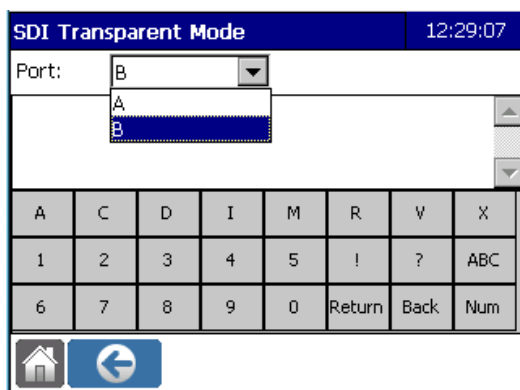 SDI Transparent Mode 12:29:07
Port: B
A
B
A C D I M R V X
1 2 3 4 5 ! ? ABC
6 7 8 9 0 Return Back Num